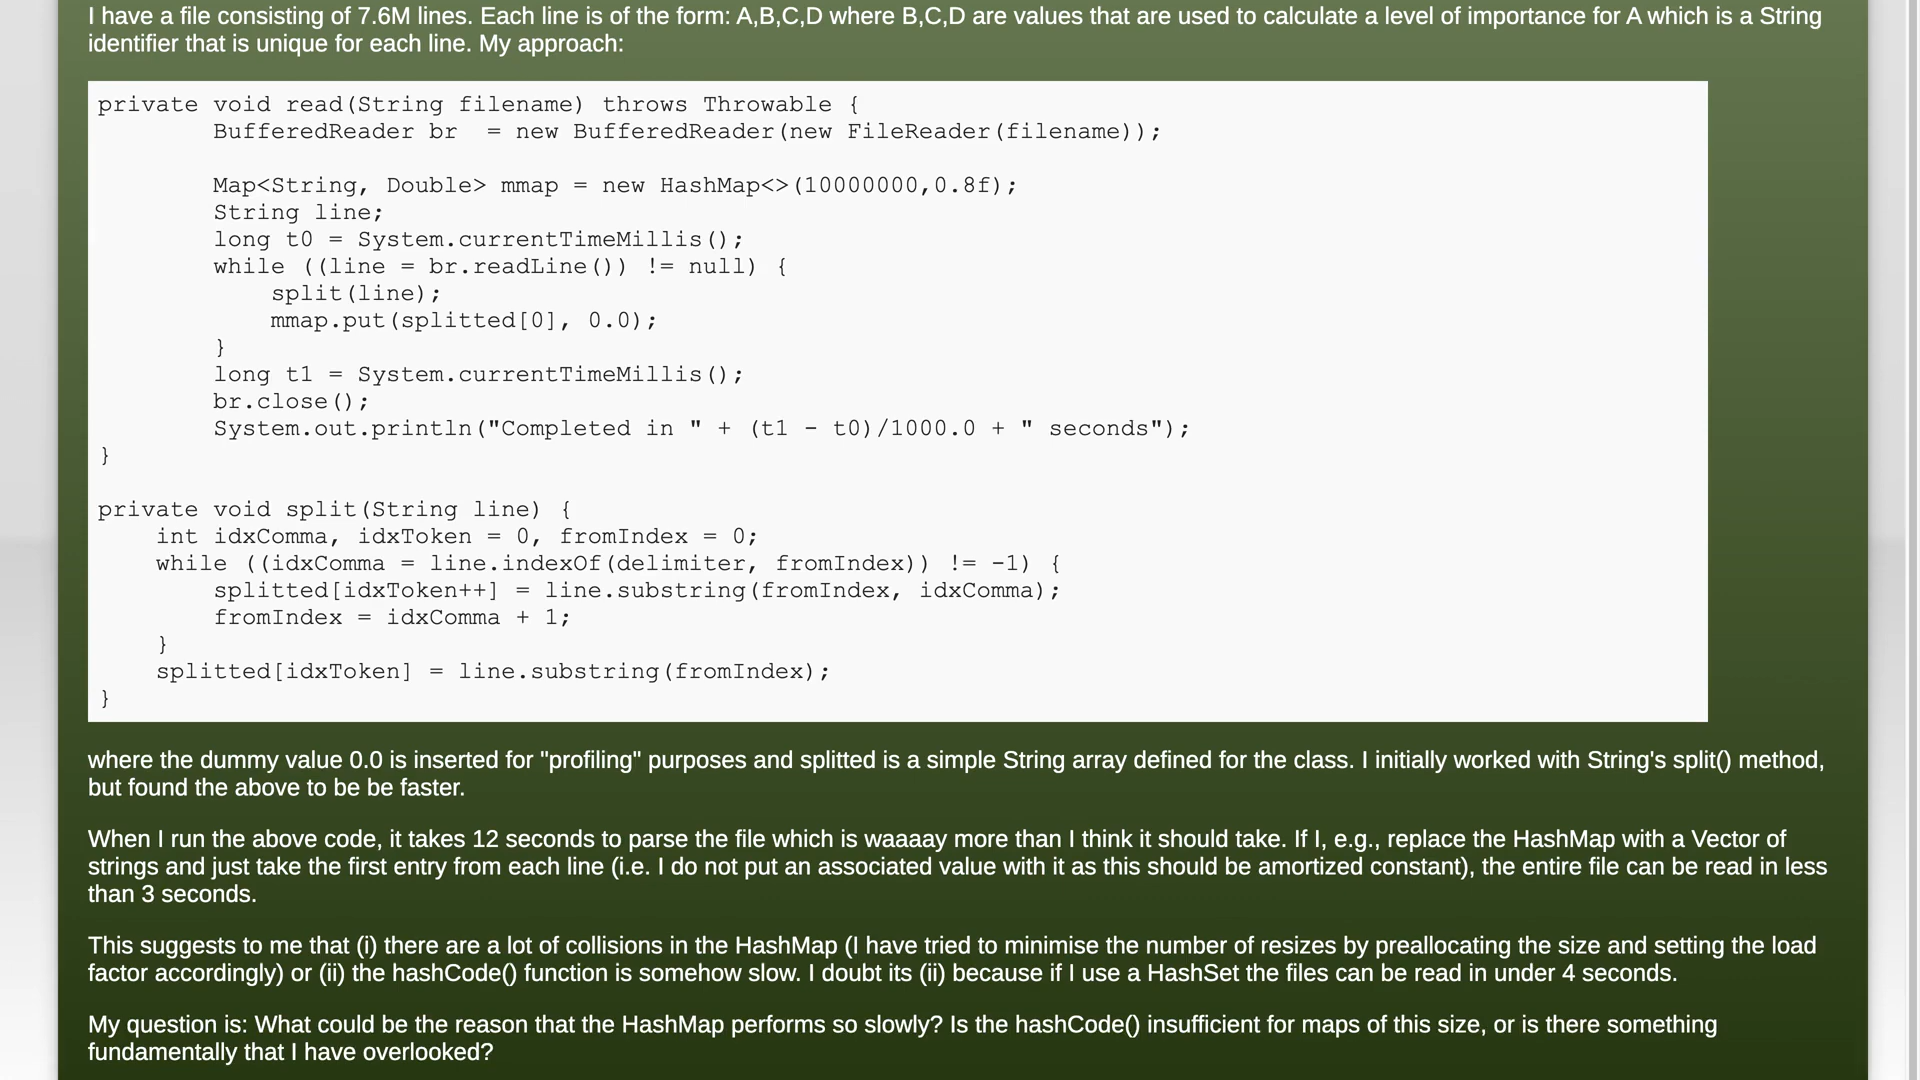 I have a file consisting of 7.6M lines. Each line is of the form: A,B,C,D where B,C,D are values that are used to calculate a level of importance for A which is a String
identifier that is unique for each line. My approach:
private void read(String filename) throws Throwable {
        BufferedReader br  = new BufferedReader(new FileReader(filename));

        Map<String, Double> mmap = new HashMap<>(10000000,0.8f);
        String line;
        long t0 = System.currentTimeMillis();
        while ((line = br.readLine()) != null) {
            split(line);
            mmap.put(splitted[0], 0.0);
        }
        long t1 = System.currentTimeMillis();
        br.close();
        System.out.println("Completed in " + (t1 - t0)/1000.0 + " seconds");
}

private void split(String line) {
    int idxComma, idxToken = 0, fromIndex = 0;
    while ((idxComma = line.indexOf(delimiter, fromIndex)) != -1) {
        splitted[idxToken++] = line.substring(fromIndex, idxComma);
        fromIndex = idxComma + 1;
    }
    splitted[idxToken] = line.substring(fromIndex);
}
where the dummy value 0.0 is inserted for "profiling" purposes and splitted is a simple String array defined for the class. I initially worked with String's split() method,
but found the above to be be faster.
When I run the above code, it takes 12 seconds to parse the file which is waaaay more than I think it should take. If I, e.g., replace the HashMap with a Vector of
strings and just take the first entry from each line (i.e. I do not put an associated value with it as this should be amortized constant), the entire file can be read in less
than 3 seconds.
This suggests to me that (i) there are a lot of collisions in the HashMap (I have tried to minimise the number of resizes by preallocating the size and setting the load
factor accordingly) or (ii) the hashCode() function is somehow slow. I doubt its (ii) because if I use a HashSet the files can be read in under 4 seconds.
My question is: What could be the reason that the HashMap performs so slowly? Is the hashCode() insufficient for maps of this size, or is there something
fundamentally that I have overlooked?